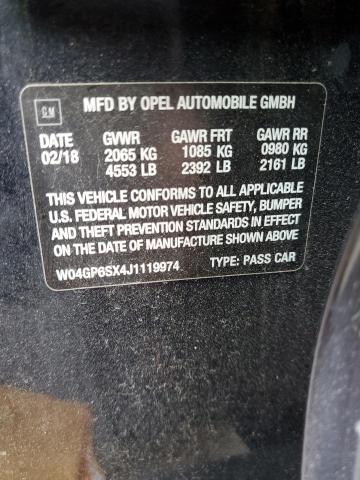 GM
MFD BY OPEL AUTOMOBILE GMBH
DATE GVWR GAWR FRT GAWR RR
02/18 2065 KG 1085 KG 0980 KG
4553 LB 2392 LB 2161 LB
THIS VEHICLE CONFORMS TO ALL APPLICABLE
U.S. FEDERAL MOTOR VEHICLE SAFETY, BUMPER
AND THEFT PREVENTION STANDARDS IN EFFECT
ON THE DATE OF MANUFACTURE SHOWN ABOVE
W04GP6SX4J1119974 TYPE: PASS CAR